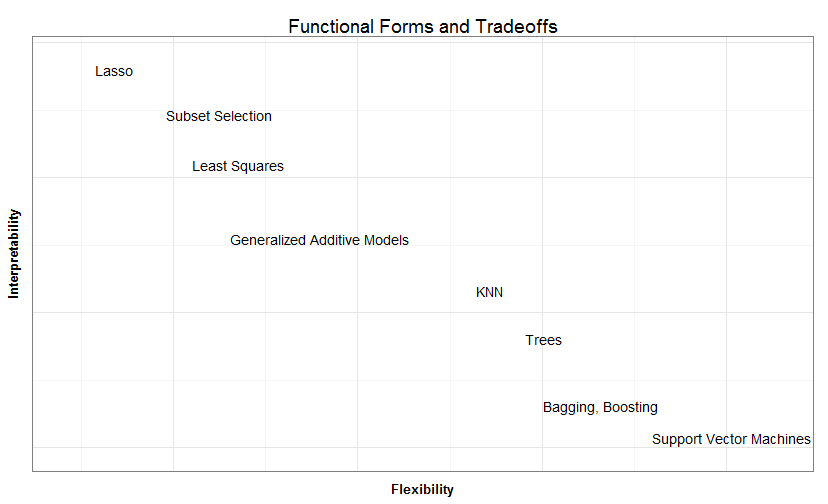 Functional Forms and Tradeoffs
Lasso
Subset Selection
Least Squares
Generalized Additive Models
KNN
Trees
Bagging, Boosting
Support Vector Machines
Interpretability
Flexibility